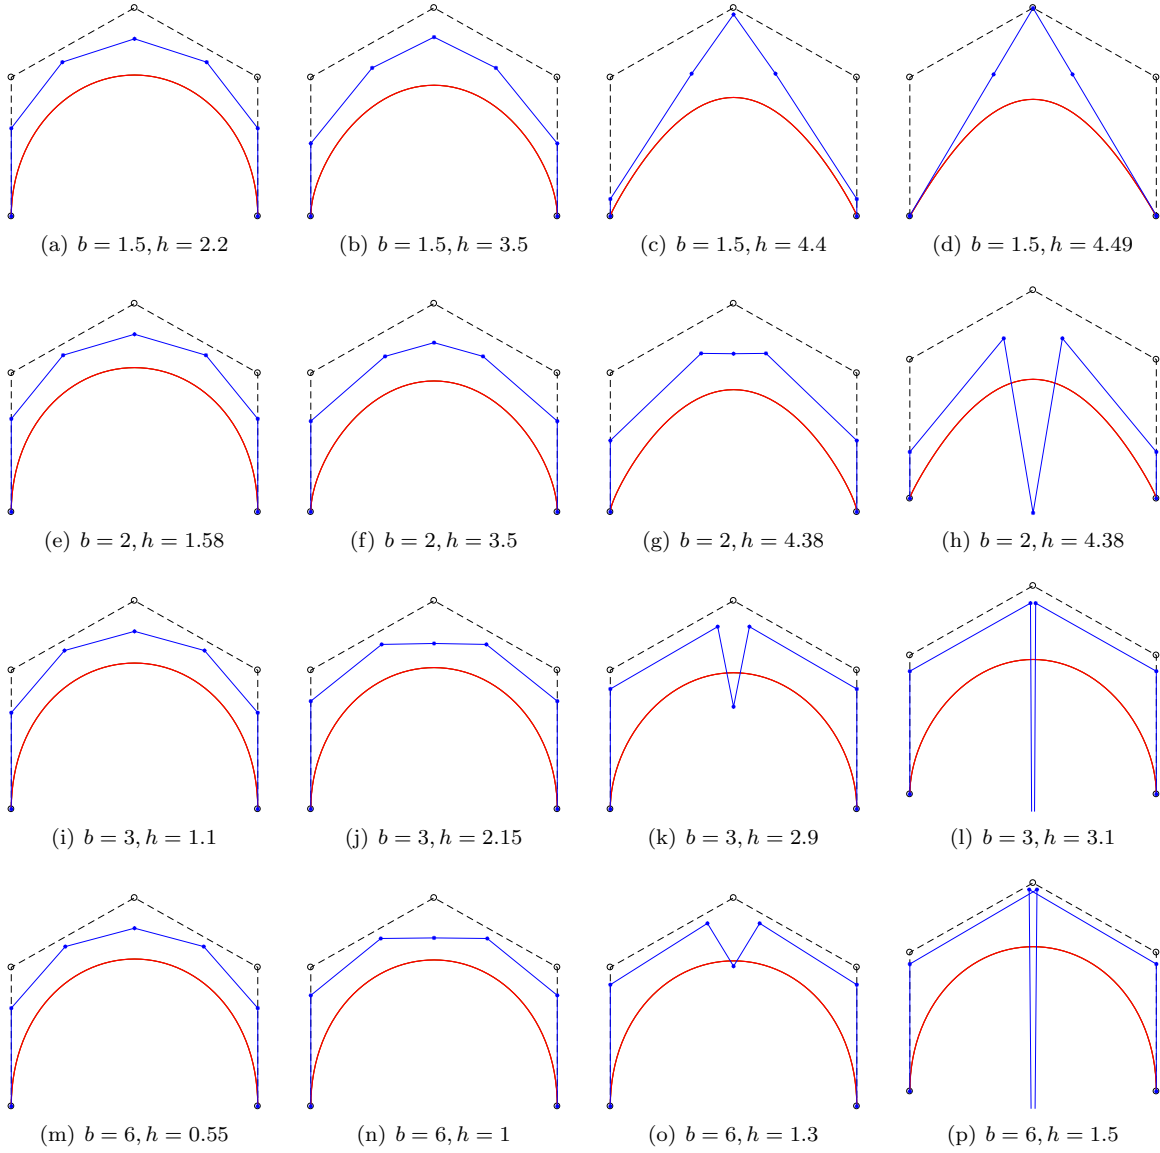 (a) b = 1.5, h = 2.2
(b) b = 1.5, h = 3.5
(c) b = 1.5, h = 4.4
(d) b = 1.5, h = 4.49
(e) b = 2, h = 1.58
(f) b = 2, h = 3.5
(g) b = 2, h = 4.38
(h) b = 2, h = 4.38
(i) b = 3, h = 1.1
(j) b = 3, h = 2.15
(k) b = 3, h = 2.9
(l) b = 3, h = 3.1
(m) b = 6, h = 0.55
(n) b = 6, h = 1
(o) b = 6, h = 1.3
(p) b = 6, h = 1.5